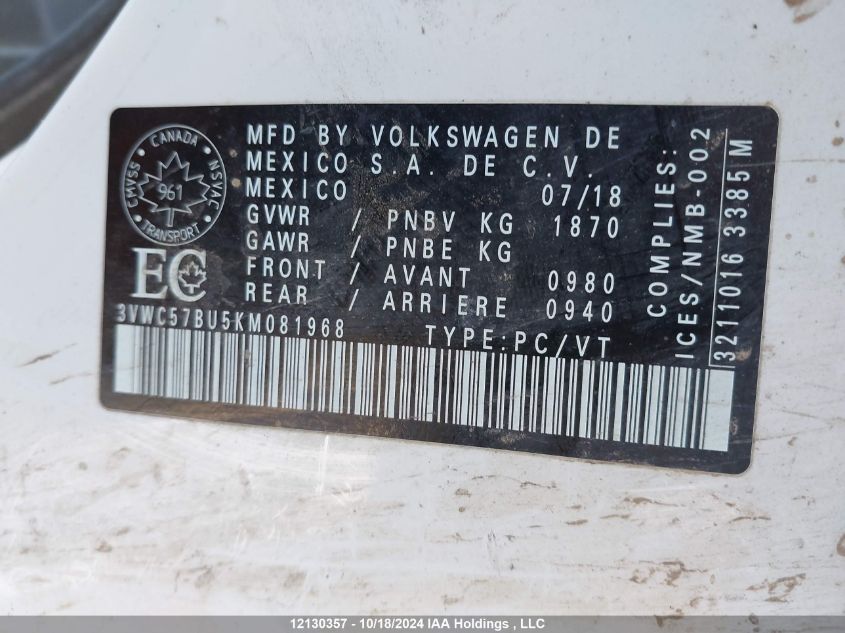 CANADA
CMVSS
NSVAC
961
TRANSPORT
EC
MFD BY VOLKSWAGEN DE
MEXICO S.A. DE C.V.
MEXICO 07/18
GVWR / PNBV KG 1870
GAWR / PNBE KG
FRONT / AVANT 0980
REAR / ARRIERE 0940
3VWC57BU5KM081968 TYPE:PC/VT
COMPLIES:
ICES/NMB-002
3211016 3385 M
12130357 - 10/18/2024 IAA Holdings , LLC